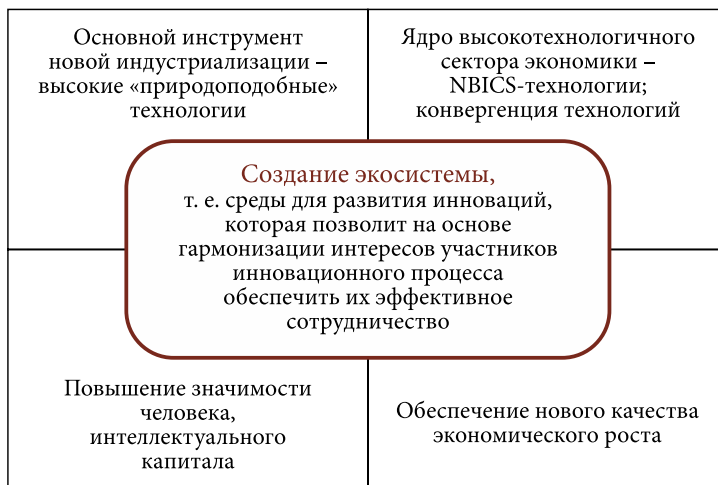 Основной инструмент
новой индустриализации –
высокие «природоподобные»
технологии
Ядро высокотехнологичного
сектора экономики –
NBICS-технологии;
конвергенция технологий
Создание экосистемы,
т. е. среды для развития инноваций,
которая позволит на основе
гармонизации интересов участников
инновационного процесса
обеспечить их эффективное
сотрудничество
Повышение значимости
человека,
интеллектуального
капитала
Обеспечение нового качества
экономического роста